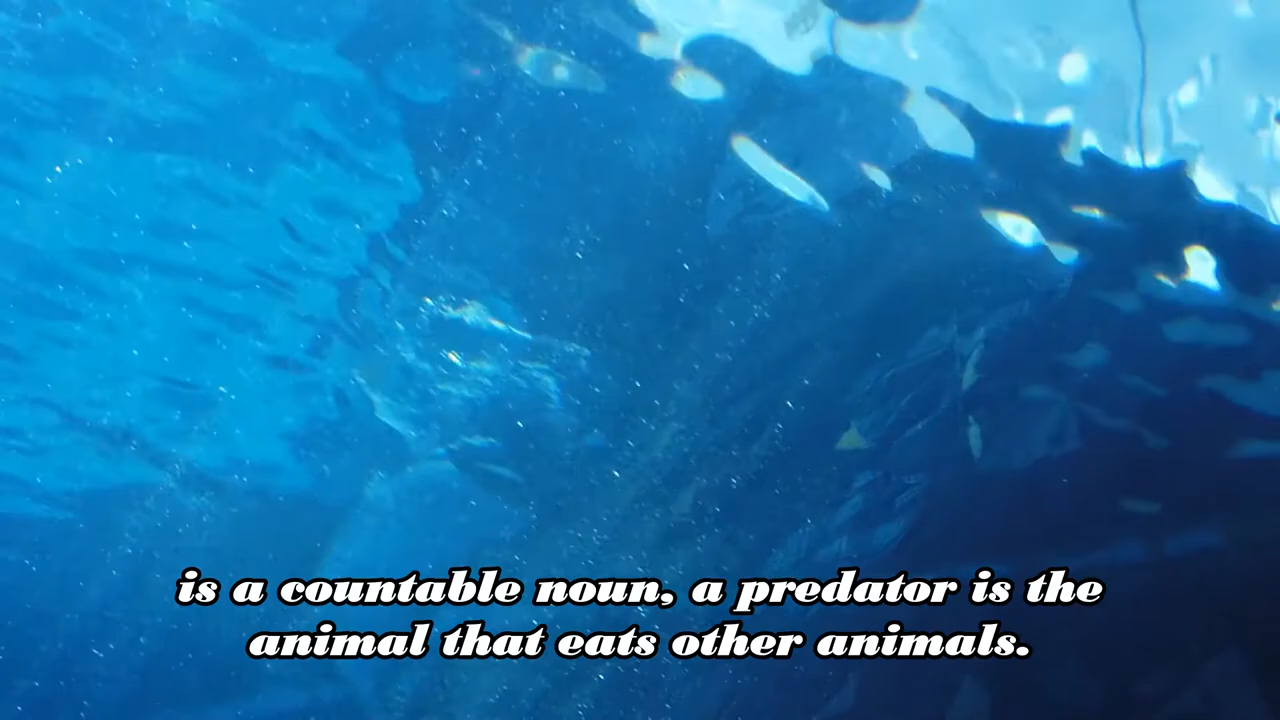 is a countable noun, a predator is the
animal that eats other animals.